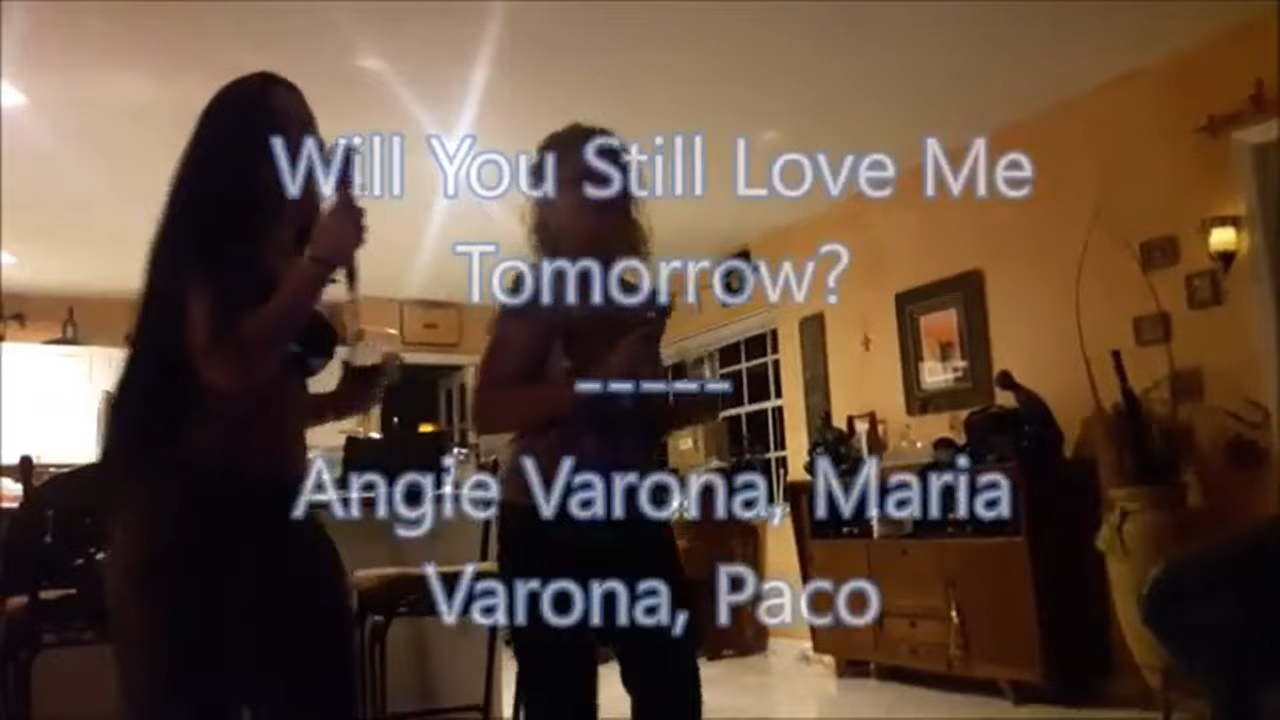 Will You Still Love Me
Tomorrow?
-----
Angie Varona, Maria
Varona, Paco